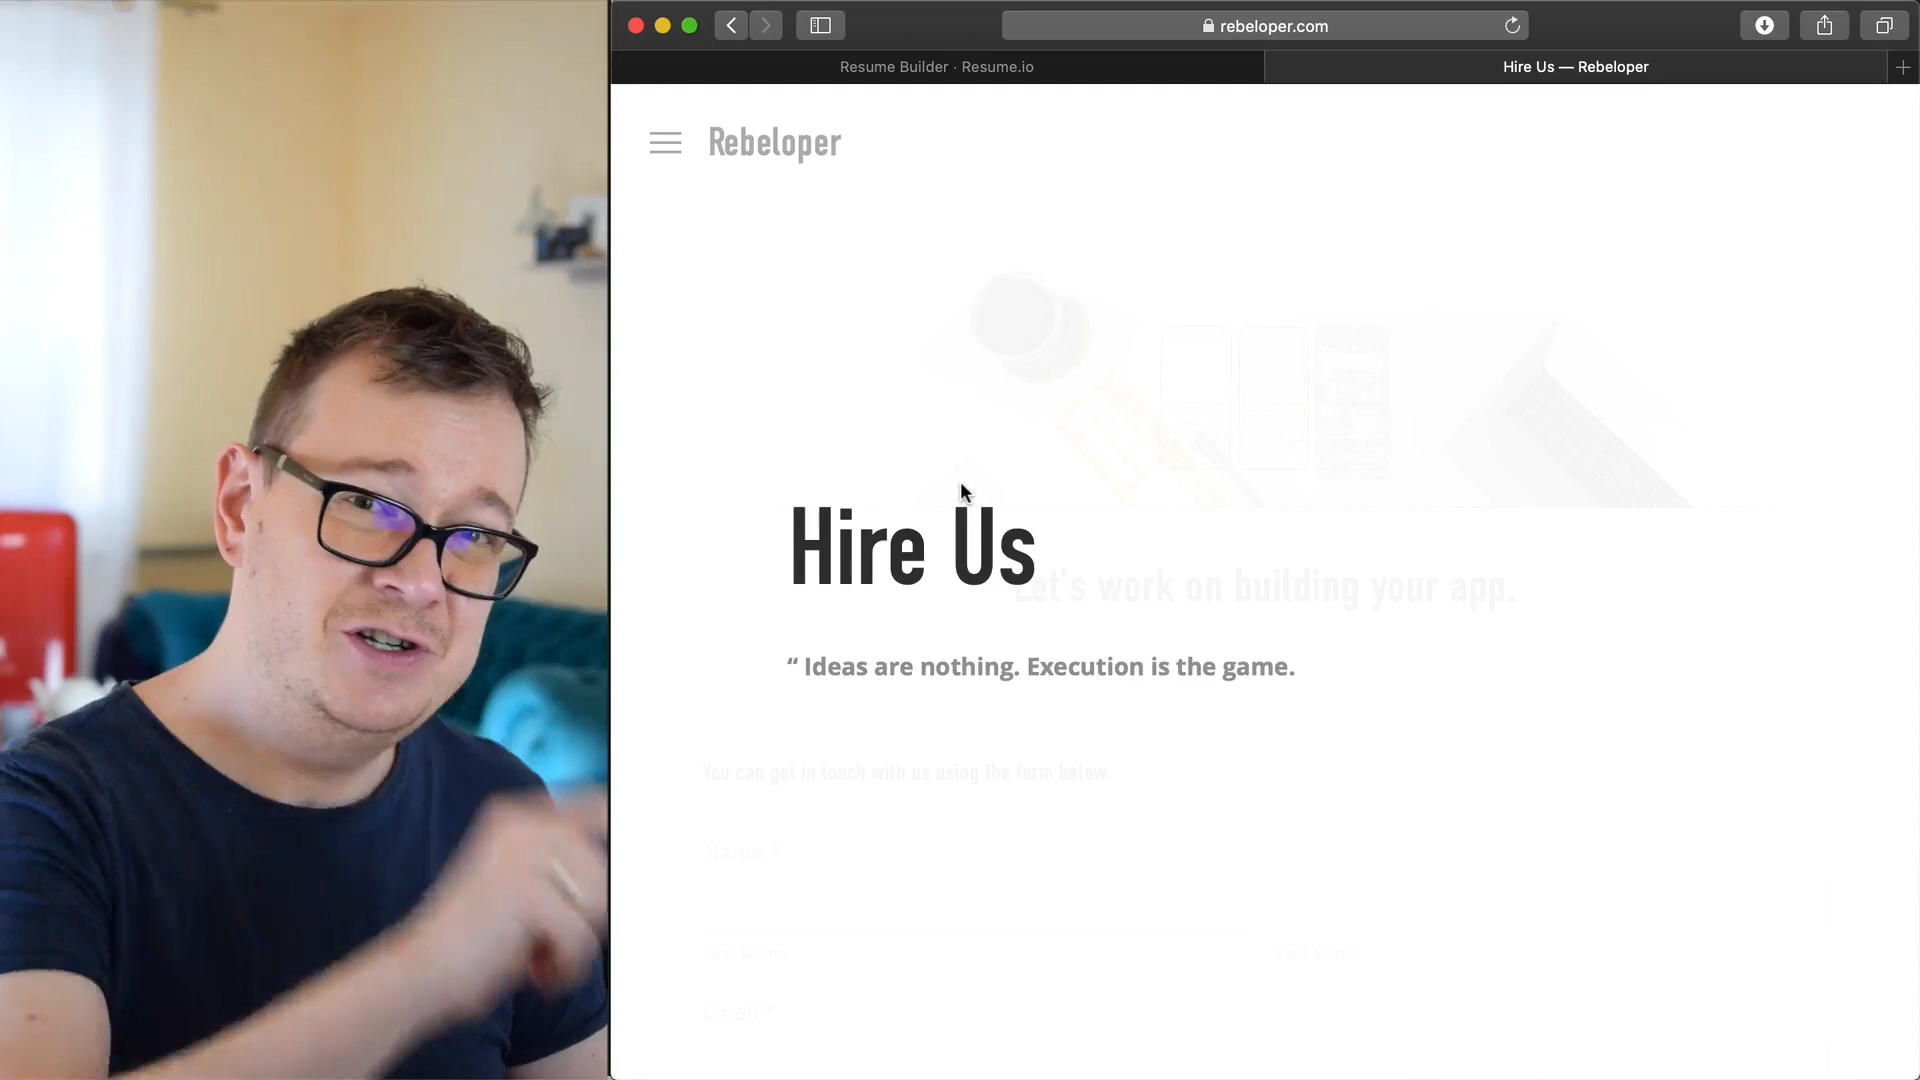 rebeloper.com
Resume Builder · Resume.io
Hire Us — Rebeloper
Rebeloper
Hire Us
Let's work on building your app.
“ Ideas are nothing. Execution is the game.
You can get in touch with us using the form below.
Name *
First Name
Last Name
Email *